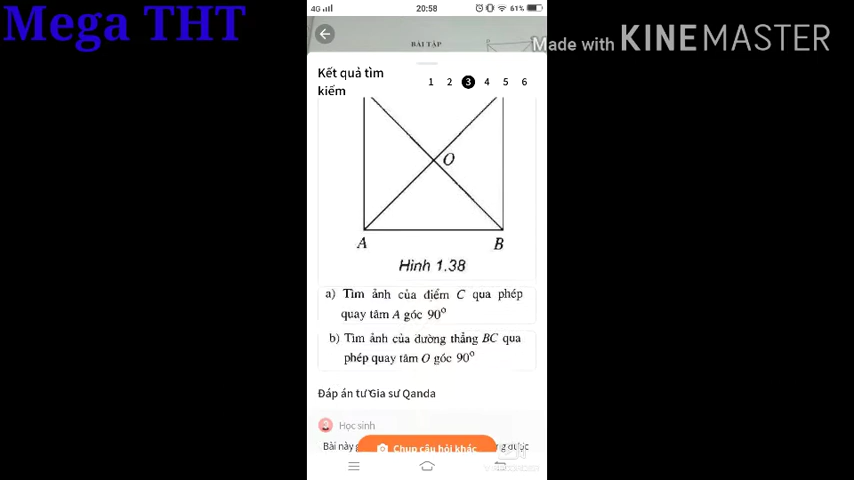 Mega THT
4G
20:58
61%
BÀI TẬP
Made with KINEMASTER
Kết quả tìm kiếm
1 2 3 4 5 6
O
A B
Hình 1.38
a) Tìm ảnh của điểm C qua phép
quay tâm A góc 90°
b) Tìm ảnh của đường thẳng BC qua
phép quay tâm O góc 90°
Đáp án từ Gia sư Qanda
Học sinh
Bài này
Chụp câu hỏi khác
được